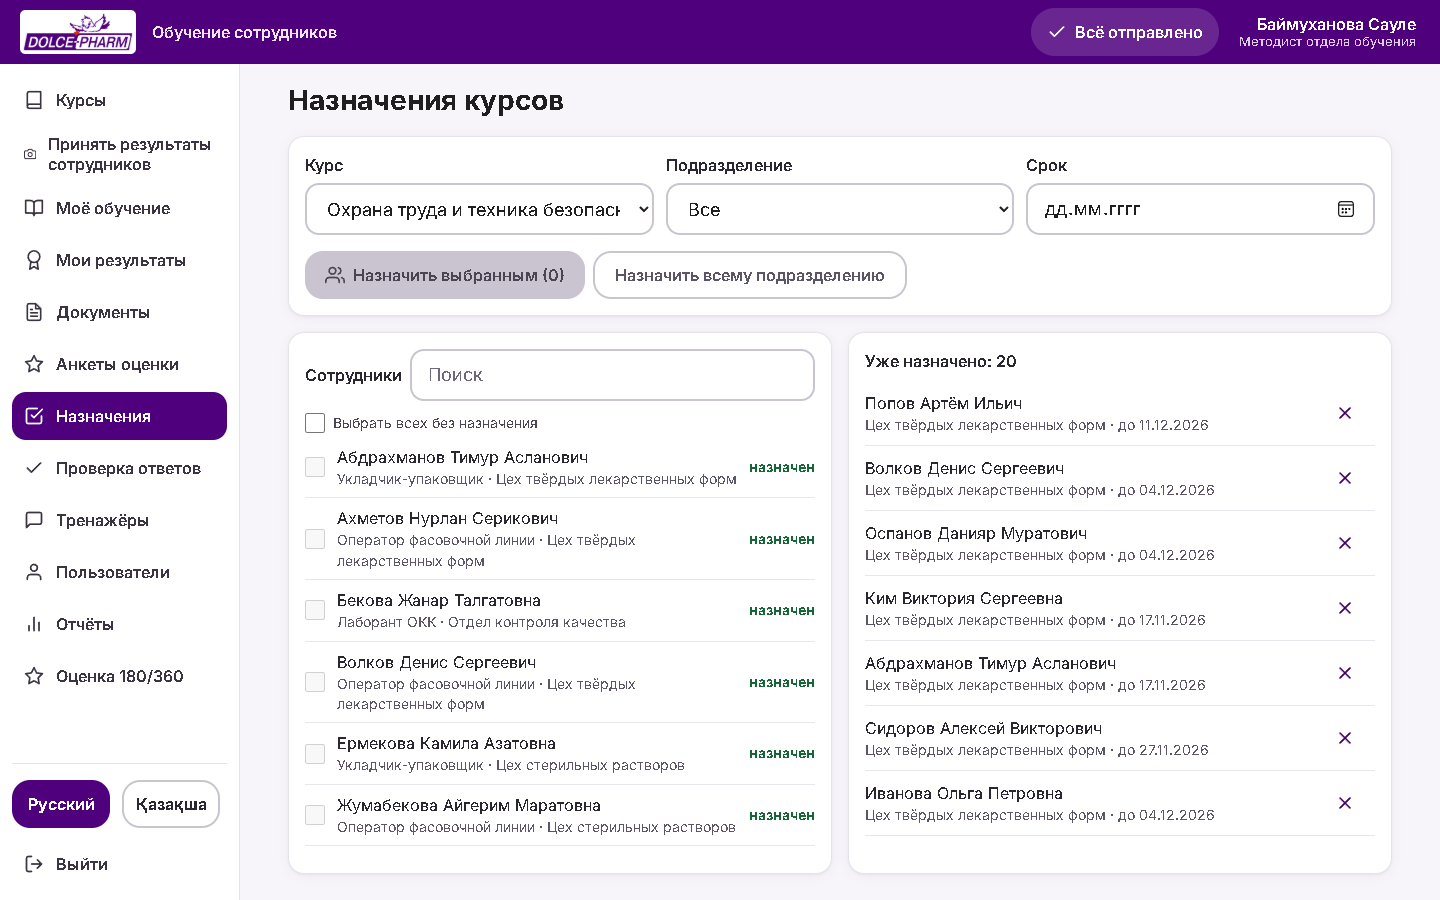 DOLCE-PHARM
Обучение сотрудников
Всё отправлено
Баймуханова Сауле
Методист отдела обучения
Курсы
Принять результаты
сотрудников
Моё обучение
Мои результаты
Документы
Анкеты оценки
Назначения
Проверка ответов
Тренажёры
Пользователи
Отчёты
Оценка 180/360
Русский
Қазақша
Выйти
Назначения курсов
Курс
Подразделение
Срок
Охрана труда и техника безопасн
Все
дд.мм.гггг
Назначить выбранным (0)
Назначить всему подразделению
Сотрудники
Поиск
Выбрать всех без назначения
Абдрахманов Тимур Асланович
Укладчик-упаковщик · Цех твёрдых лекарственных форм
назначен
Ахметов Нурлан Серикович
Оператор фасовочной линии · Цех твёрдых
лекарственных форм
назначен
Бекова Жанар Талгатовна
Лаборант ОКК · Отдел контроля качества
назначен
Волков Денис Сергеевич
Оператор фасовочной линии · Цех твёрдых
лекарственных форм
назначен
Ермекова Камила Азатовна
Укладчик-упаковщик · Цех стерильных растворов
назначен
Жумабекова Айгерим Маратовна
Оператор фасовочной линии · Цех стерильных растворов
назначен
Уже назначено: 20
Попов Артём Ильич
Цех твёрдых лекарственных форм · до 11.12.2026
Волков Денис Сергеевич
Цех твёрдых лекарственных форм · до 04.12.2026
Оспанов Данияр Муратович
Цех твёрдых лекарственных форм · до 04.12.2026
Ким Виктория Сергеевна
Цех твёрдых лекарственных форм · до 17.11.2026
Абдрахманов Тимур Асланович
Цех твёрдых лекарственных форм · до 17.11.2026
Сидоров Алексей Викторович
Цех твёрдых лекарственных форм · до 27.11.2026
Иванова Ольга Петровна
Цех твёрдых лекарственных форм · до 04.12.2026